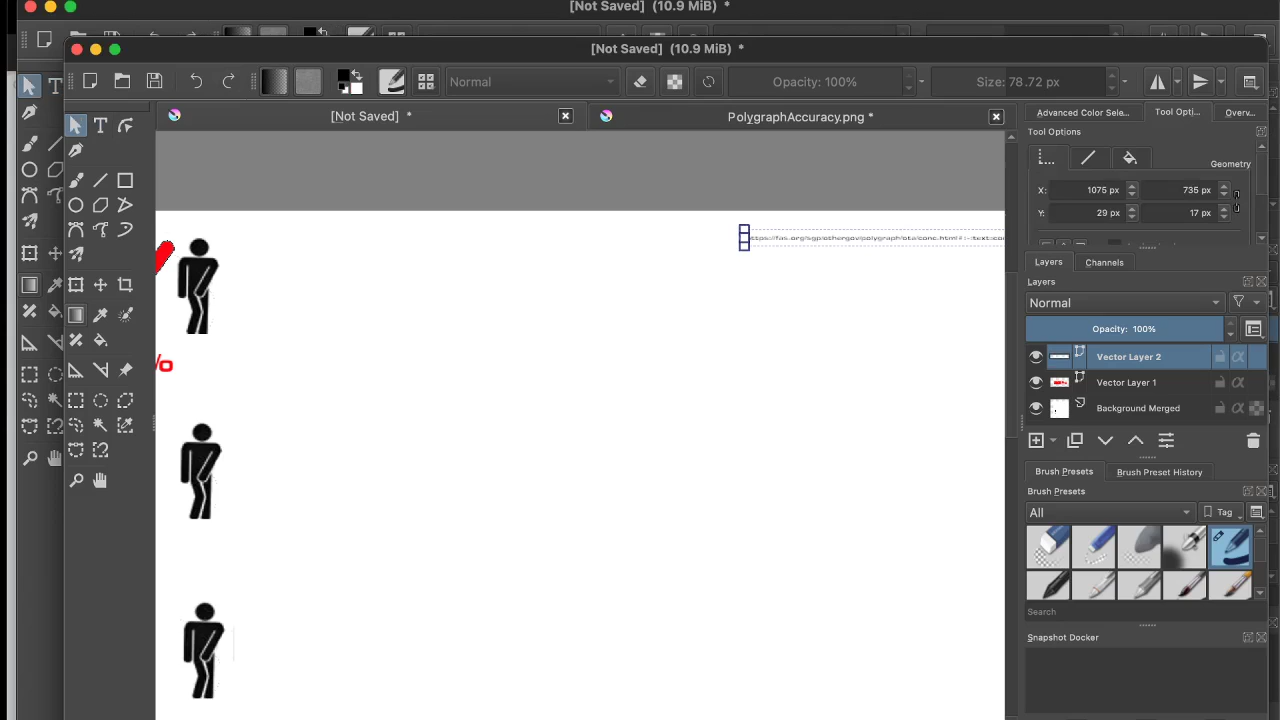 [Not Saved] (10.9 MiB) *
[Not Saved] (10.9 MiB) *
Normal
Opacity: 100%
Size: 78.72 px
[Not Saved] *
PolygraphAccuracy.png *
Advanced Color Sele...
Tool Opti...
Overv...
Tool Options
Geometry
X:
1075 px
735 px
Y:
29 px
17 px
Layers
Channels
Layers
Normal
Opacity: 100%
Vector Layer 2
Vector Layer 1
Background Merged
Brush Presets
Brush Preset History
Brush Presets
All
Tag
Search
Snapshot Docker
%